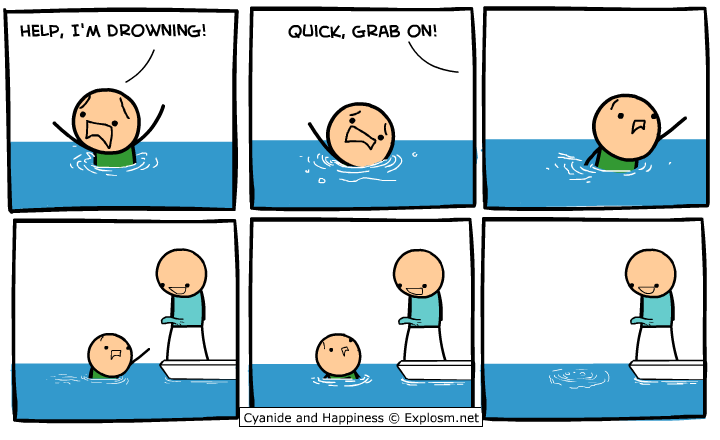 HELP, I'M DROWNING!
QUICK, GRAB ON!
Cyanide and Happiness © Explosm.net